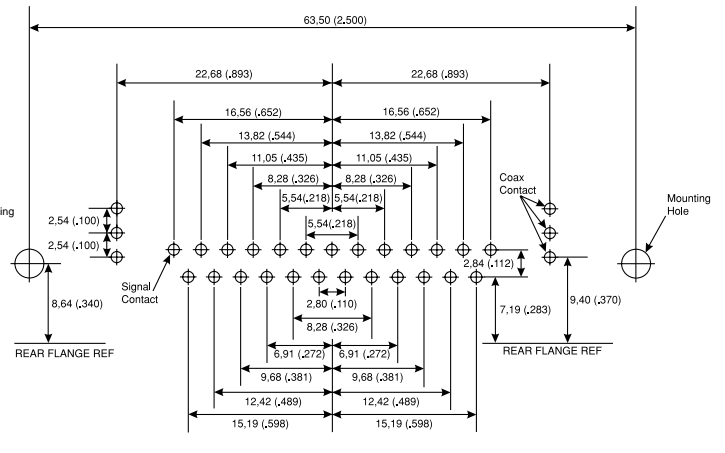 63,50 (2.500)
22,68 (.893) 22,68 (.893)
16,56 (.652) 16,56 (.652)
13,82 (.544) 13,82 (.544)
11,05 (.435) 11,05 (.435)
8,28 (.326) 8,28 (.326)
5,54(.218) 5,54(.218)
5,54(.218)
Coax
Contact
Mounting
Hole
ing
2,54 (.100)
2,54 (.100)
2,84 (.112)
Signal
Contact
8,64 (.340)
2,80 (.110)
7,19 (.283)
9,40 (.370)
8,28 (.326)
REAR FLANGE REF REAR FLANGE REF
6,91 (.272) 6,91 (.272)
9,68 (.381) 9,68 (.381)
12,42 (.489) 12,42 (.489)
15,19 (.598) 15,19 (.598)